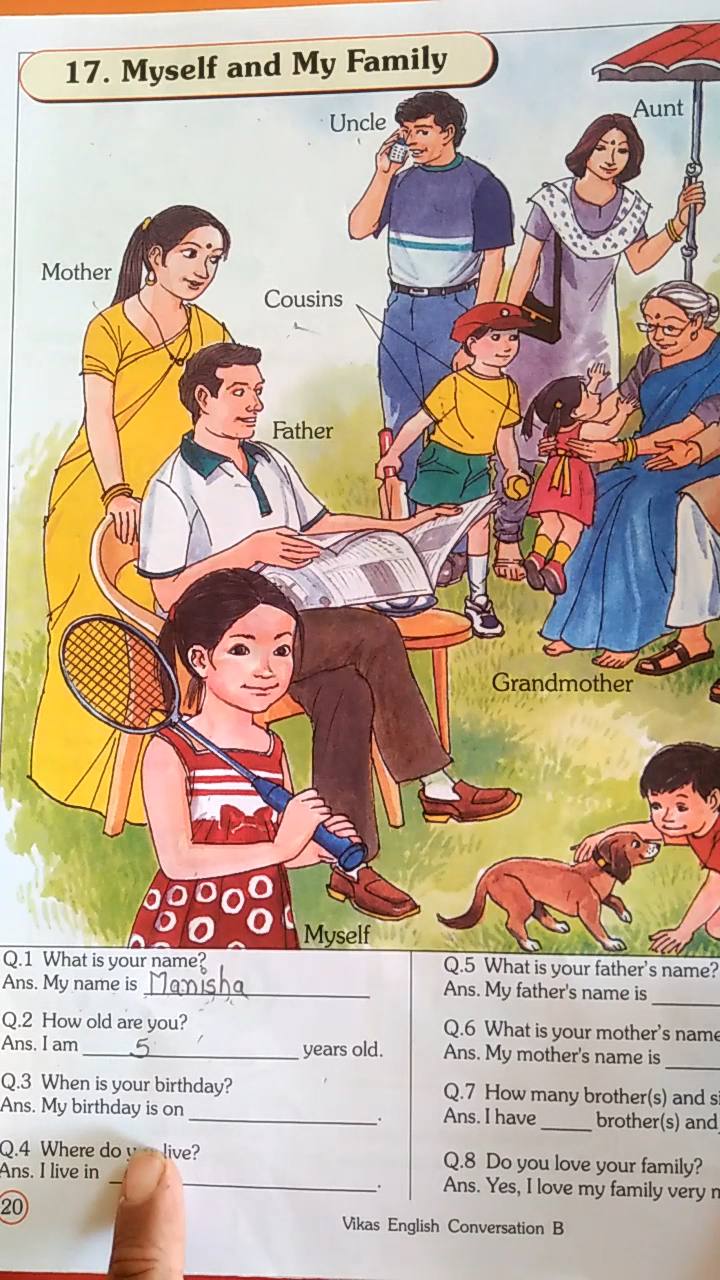 17. Myself and My Family
Uncle
Aunt
Mother
Cousins
Father
Grandmother
Myself
Q.1 What is your name?
Ans. My name is Manisha
Q.2 How old are you?
Ans. I am 5 years old.
Q.3 When is your birthday?
Ans. My birthday is on .
Q.4 Where do live?
Ans. I live in .
Q.5 What is your father's name?
Ans. My father's name is
Q.6 What is your mother's name
Ans. My mother's name is
Q.7 How many brother(s) and
Ans. I have brother(s) and
Q.8 Do you love your family?
Ans. Yes, I love my family very
20
Vikas English Conversation B